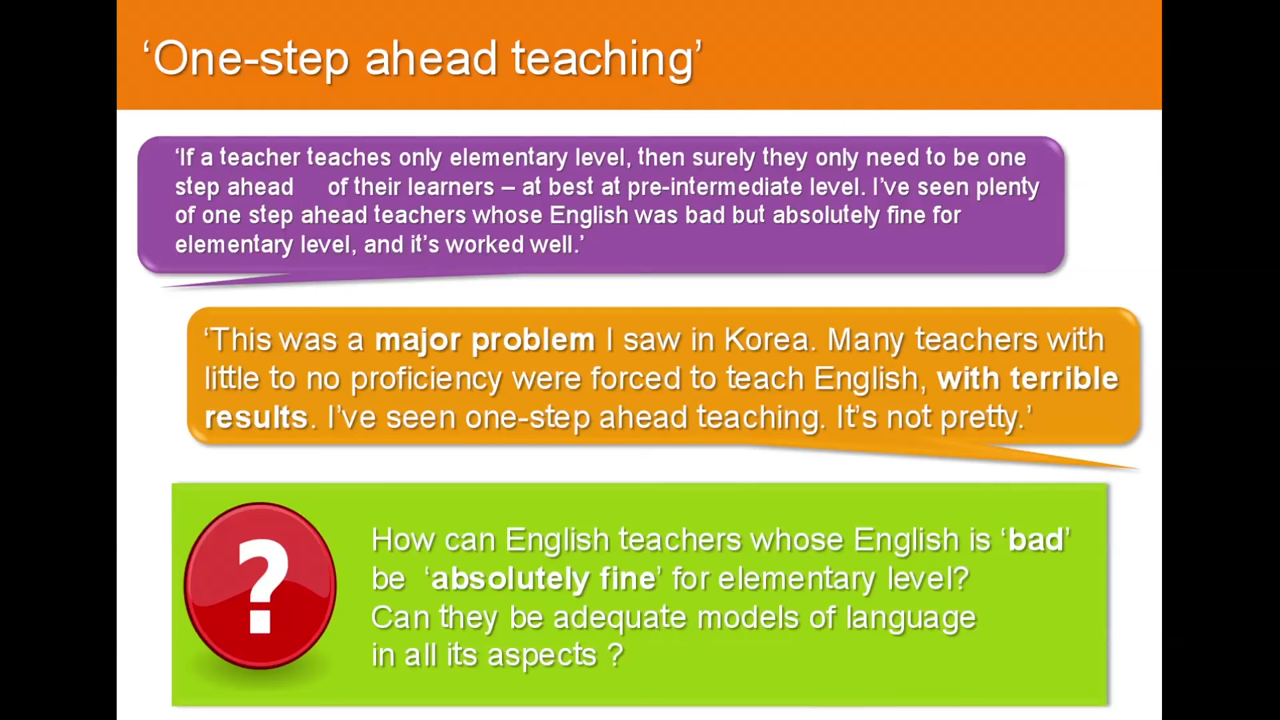 ‘One-step ahead teaching’
‘If a teacher teaches only elementary level, then surely they only need to be one
step ahead of their learners – at best at pre-intermediate level. I’ve seen plenty
of one step ahead teachers whose English was bad but absolutely fine for
elementary level, and it’s worked well.’
‘This was a major problem I saw in Korea. Many teachers with
little to no proficiency were forced to teach English, with terrible
results. I’ve seen one-step ahead teaching. It’s not pretty.’
?
How can English teachers whose English is ‘bad’
be ‘absolutely fine’ for elementary level?
Can they be adequate models of language
in all its aspects ?